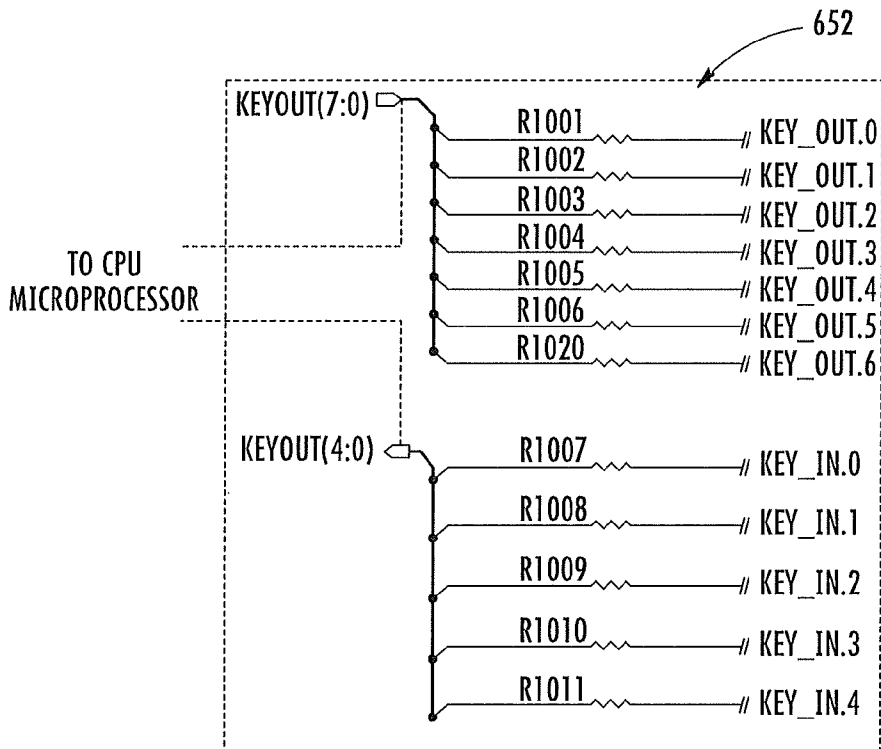 652
KEYOUT(7:0)
R1001 KEY_OUT.0
R1002 KEY_OUT.1
R1003 KEY_OUT.2
R1004 KEY_OUT.3
R1005 KEY_OUT.4
R1006 KEY_OUT.5
R1020 KEY_OUT.6
TO CPU
MICROPROCESSOR
KEYOUT(4:0)
R1007 KEY_IN.0
R1008 KEY_IN.1
R1009 KEY_IN.2
R1010 KEY_IN.3
R1011 KEY_IN.4